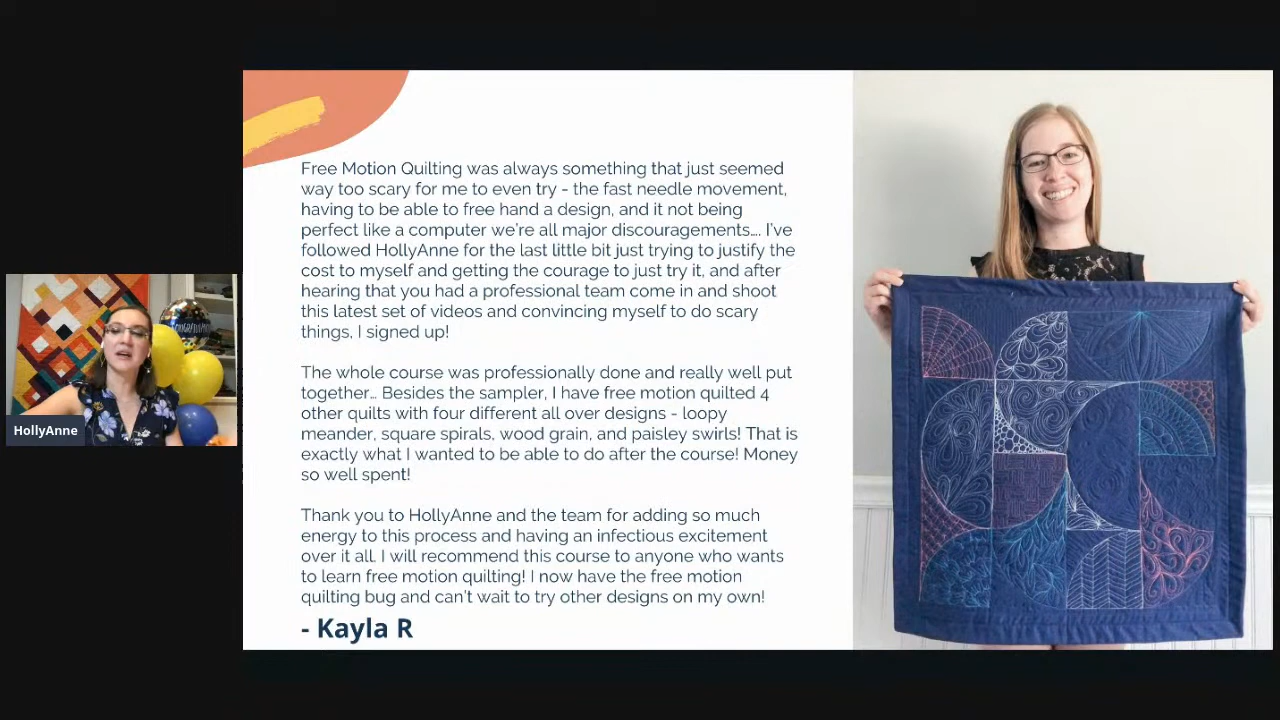 Free Motion Quilting was always something that just seemed
way too scary for me to even try - the fast needle movement,
having to be able to free hand a design, and it not being
perfect like a computer we're all major discouragements.... I've
followed HollyAnne for the last little bit just trying to justify the
cost to myself and getting the courage to just try it, and after
hearing that you had a professional team come in and shoot
this latest set of videos and convincing myself to do scary
things, I signed up!
The whole course was professionally done and really well put
together... Besides the sampler, I have free motion quilted 4
other quilts with four different all over designs - loopy
meander, square spirals, wood grain, and paisley swirls! That is
exactly what I wanted to be able to do after the course! Money
so well spent!
Thank you to HollyAnne and the team for adding so much
energy to this process and having an infectious excitement
over it all. I will recommend this course to anyone who wants
to learn free motion quilting! I now have the free motion
quilting bug and can't wait to try other designs on my own!
- Kayla R
HollyAnne